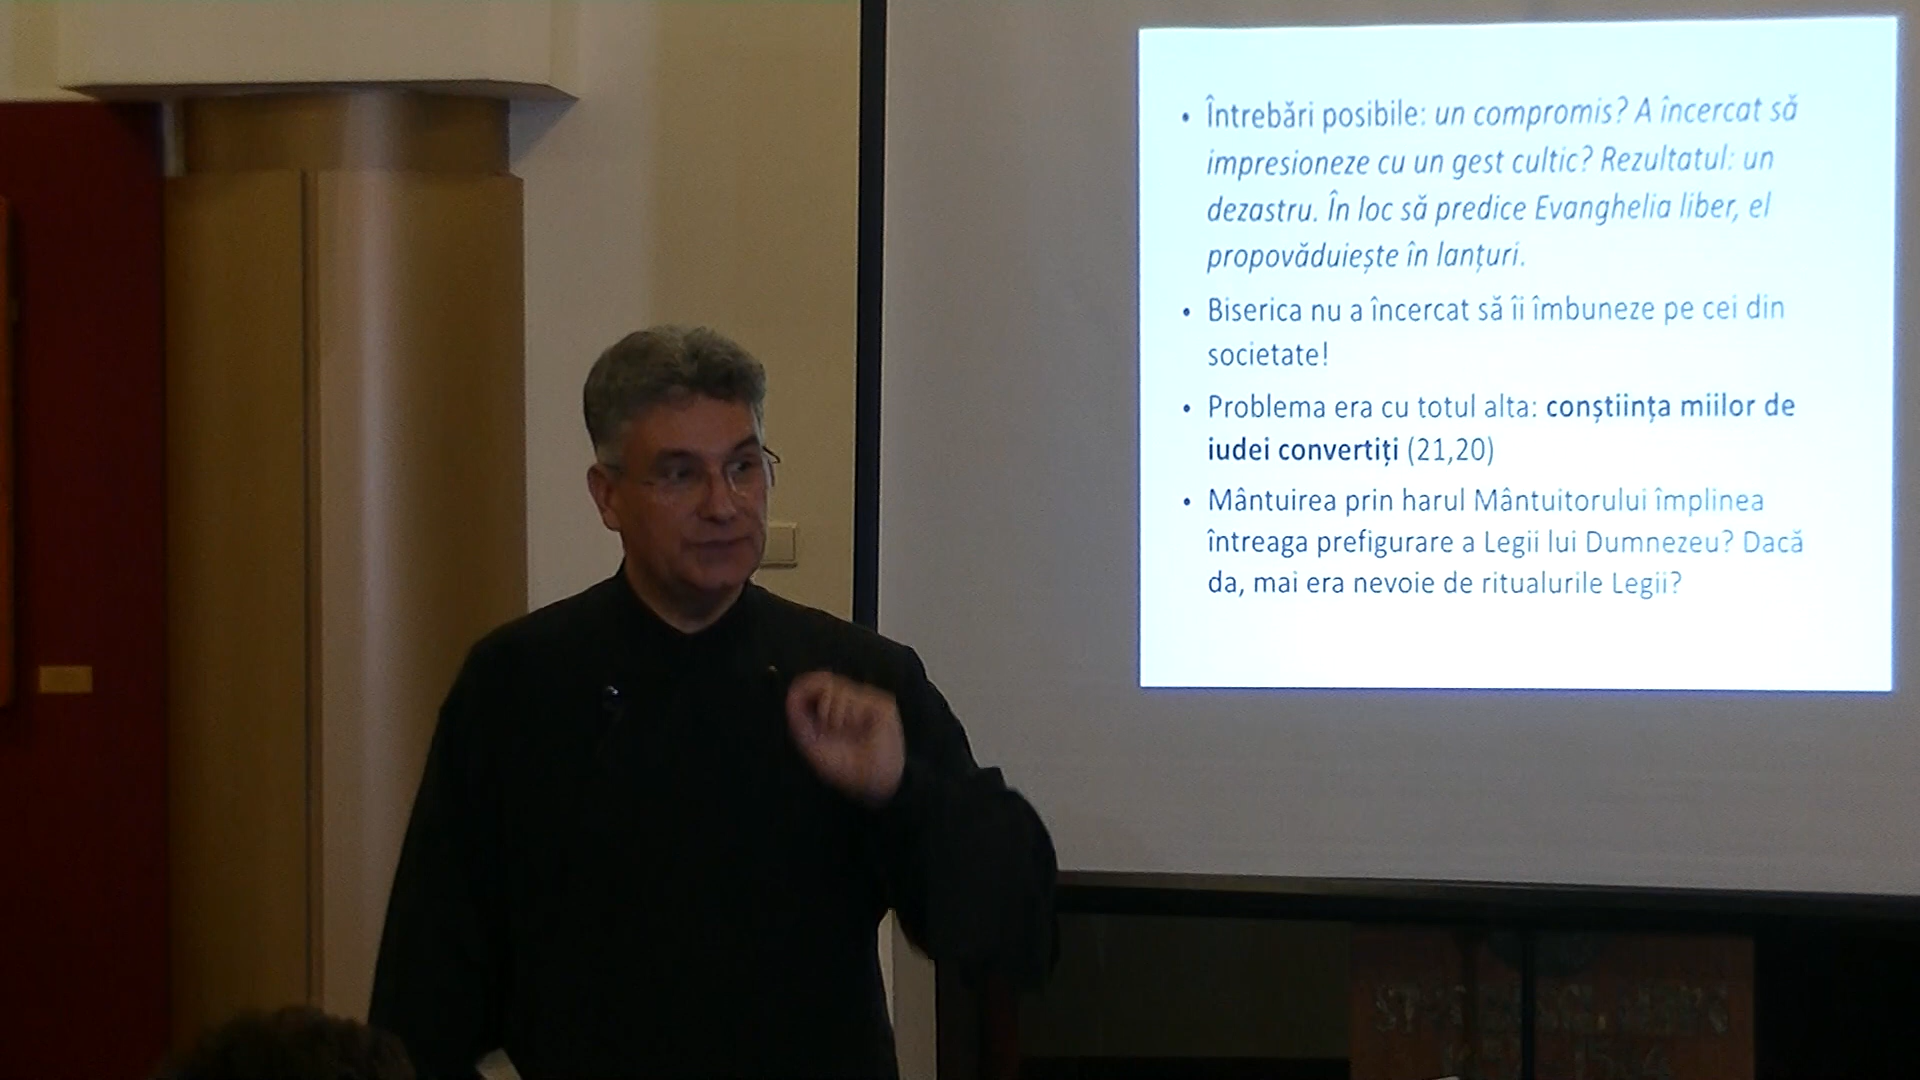 • Întrebări posibile: un compromis? A încercat să
impresioneze cu un gest cultic? Rezultatul: un
dezastru. În loc să predice Evanghelia liber, el
propovăduiește în lanțuri.
• Biserica nu a încercat să îi îmbuneze pe cei din
societate!
• Problema era cu totul alta: conștiința miilor de
iudei convertiți (21,20)
• Mântuirea prin harul Mântuitorului împlinea
întreaga prefigurare a Legii lui Dumnezeu? Dacă
da, mai era nevoie de ritualurile Legii?